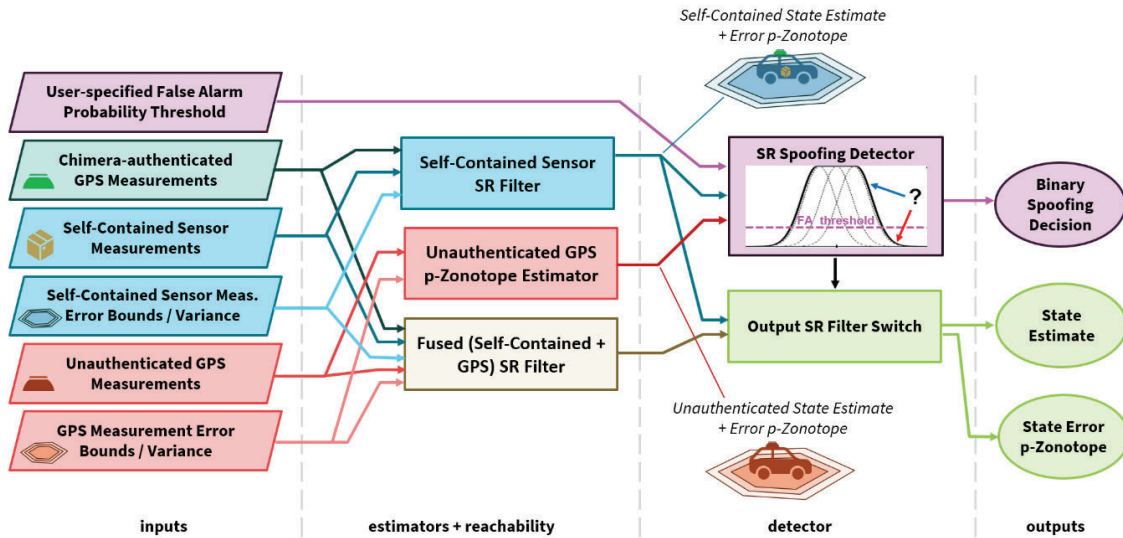 Self-Contained State Estimate
+ Error p-Zonotope
User-specified False Alarm
Probability Threshold
Chimera-authenticated
GPS Measurements
Self-Contained Sensor
Measurements
Self-Contained Sensor Meas.
Error Bounds / Variance
Unauthenticated GPS
Measurements
GPS Measurement Error
Bounds / Variance
Self-Contained Sensor
SR Filter
Unauthenticated GPS
p-Zonotope Estimator
Fused (Self-Contained +
GPS) SR Filter
SR Spoofing Detector
?
FA threshold
Output SR Filter Switch
Unauthenticated State Estimate
+ Error p-Zonotope
Binary
Spoofing
Decision
State
Estimate
State Error
p-Zonotope
inputs
estimators + reachability
detector
outputs